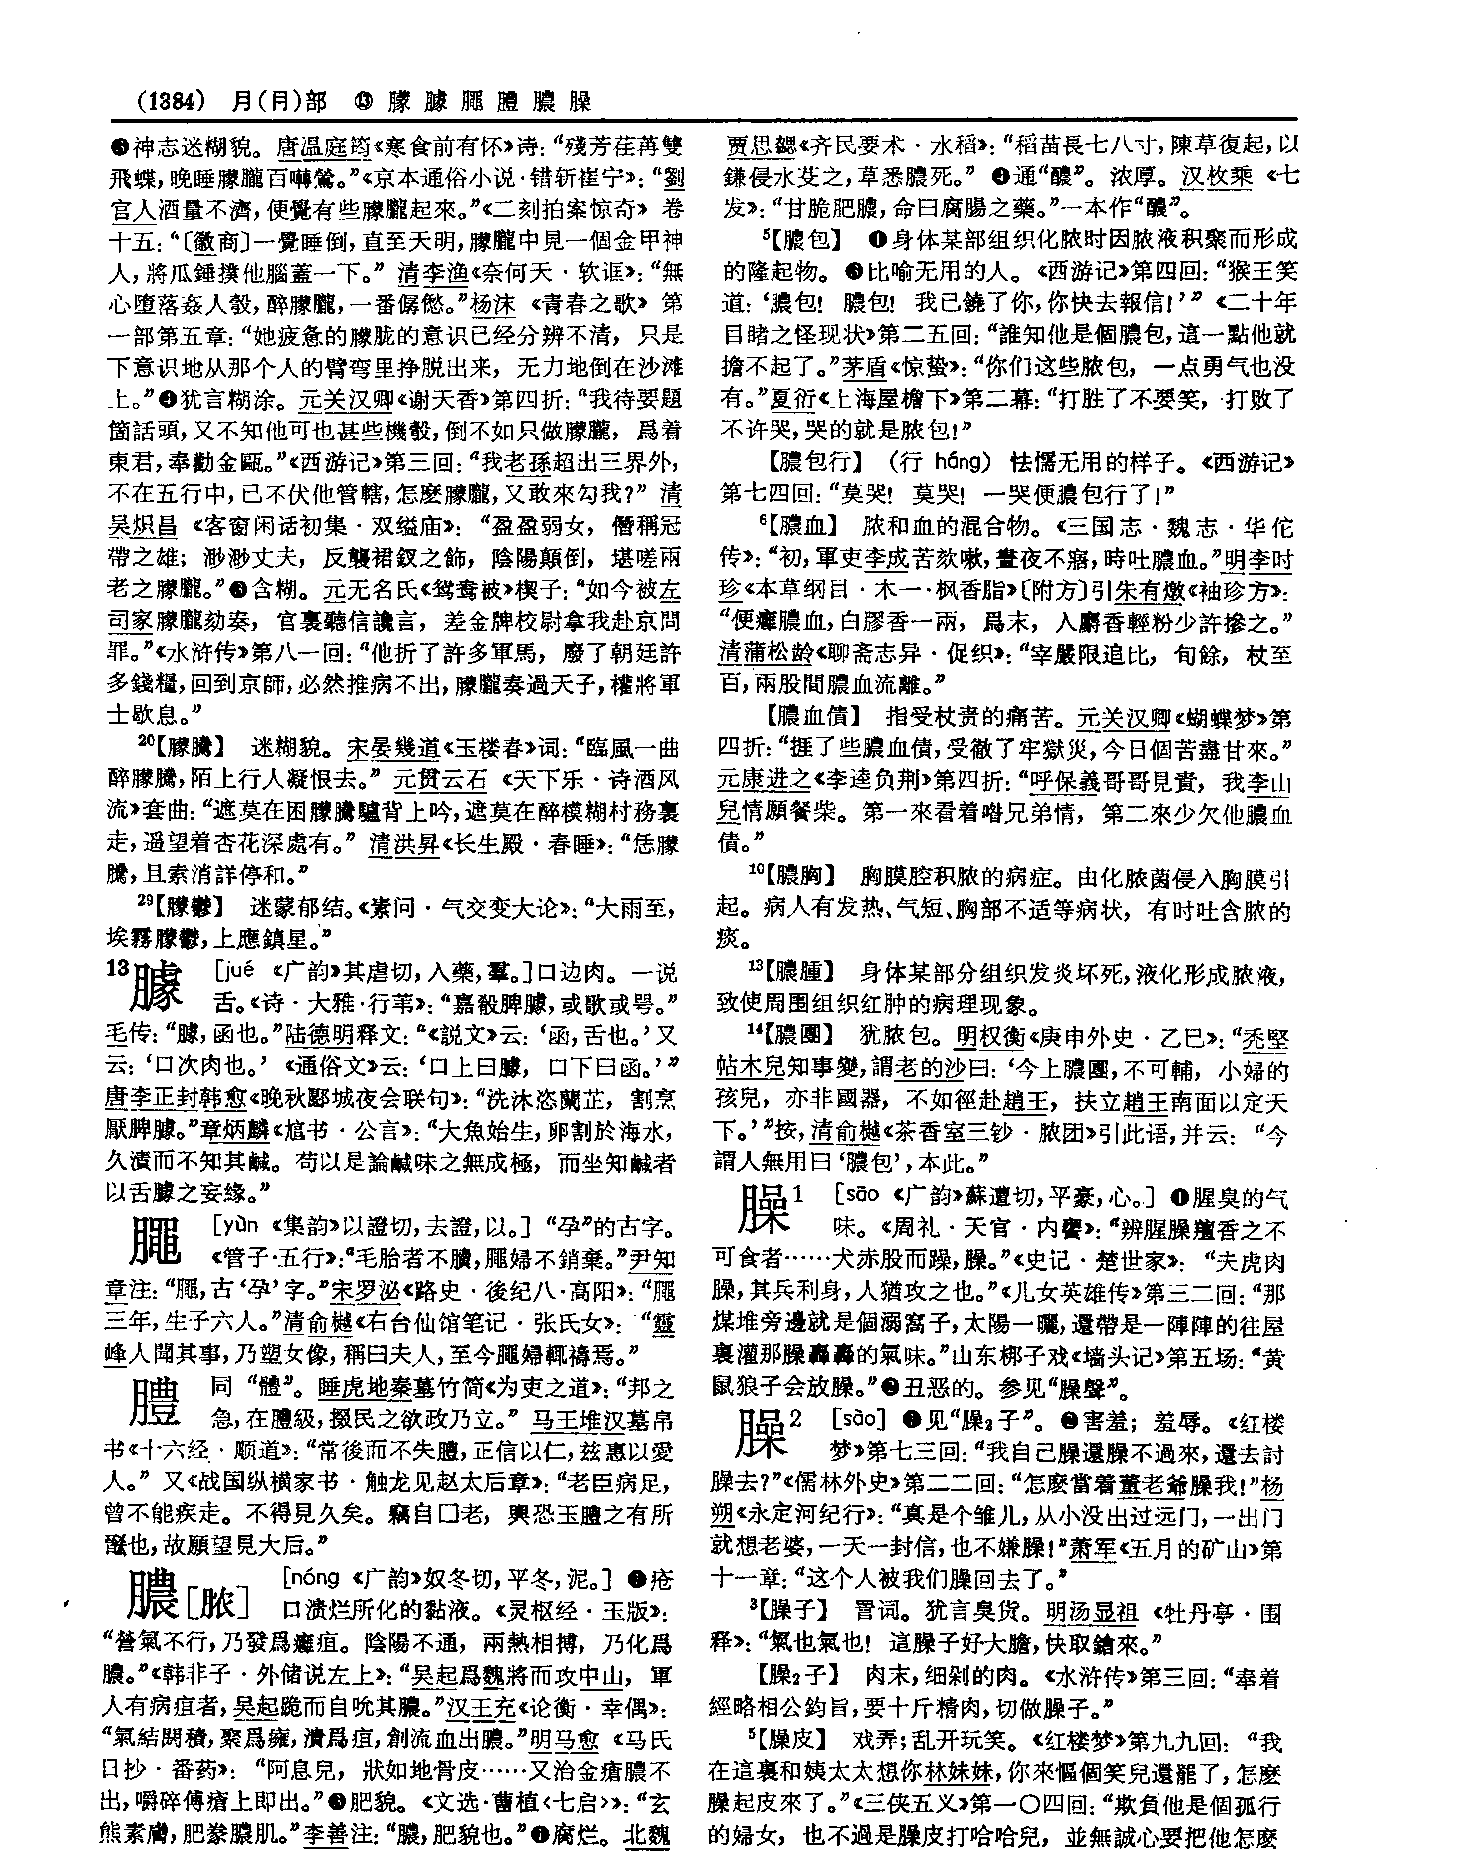 (1384) 月(⺼)部 ⑬ 朦 臄 𦡀 軆 膿 臊
❸神志迷糊貌。唐温庭筠《寒食前有怀》诗：“殘芳荏苒雙
飛蝶，晚睡朦朧百囀鶯。”《京本通俗小说·错斩崔宁》：“劉
官人酒量不濟，便覺有些朦朧起來。”《二刻拍案惊奇》卷
十五：“〔徽商〕一覺睡倒，直至天明，朦朧中見一個金甲神
人，將瓜錘撲他腦蓋一下。”清李渔《奈何天·软诓》：“無
心墮落姦人彀，醉朦朧，一番僝愁。”杨沫《青春之歌》第
一部第五章：“她疲惫的朦胧的意识已经分辨不清，只是
下意识地从那个人的臂弯里挣脱出来，无力地倒在沙滩
上。”❹犹言糊涂。元关汉卿《谢天香》第四折：“我待要題
箇話頭，又不知他可也甚些機彀，倒不如只做朦朧，爲着
東君，奉勸金甌。”《西游记》第三回：“我老孫超出三界外，
不在五行中，已不伏他管轄，怎麽朦朧，又敢來勾我？”清
吴炽昌《客窗闲话初集·双缢庙》：“盈盈弱女，僭稱冠
帶之雄；渺渺丈夫，反襲裙釵之飾，陰陽顛倒，堪嗟兩
老之朦朧。”❺含糊。元无名氏《鸳鸯被》楔子：“如今被左
司家朦朧劾奏，官裏聽信讒言，差金牌校尉拿我赴京問
罪。”《水浒传》第八一回：“他折了許多軍馬，廢了朝廷許
多錢糧，回到京師，必然推病不出，朦朧奏過天子，權將軍
士歇息。”
20【朦騰】 迷糊貌。宋晏幾道《玉楼春》词：“臨風一曲
醉朦騰，陌上行人凝恨去。”元贯云石《天下乐·诗酒风
流》套曲：“遮莫在困朦騰驢背上吟，遮莫在醉模糊村務裏
走，遥望着杏花深處有。”清洪昇《长生殿·春睡》：“恁朦
騰，且索消詳停和。”
29【朦鬱】 迷蒙郁结。《素问·气交变大论》：“大雨至，
埃霧朦鬱，上應鎮星。”
13臄 [jué 《广韵》其虐切，入藥，羣。]口边肉。一说
舌。《诗·大雅·行苇》：“嘉殽脾臄，或歌或咢。”
毛传：“臄，函也。”陆德明释文：“《説文》云：‘函，舌也。’又
云：‘口次肉也。’《通俗文》云：‘口上曰臄，口下曰函。’”
唐李正封韩愈《晚秋郾城夜会联句》：“洗沐恣蘭芷，割烹
厭脾臄。”章炳麟《訄书·公言》：“大魚始生，卵割於海水，
久漬而不知其鹹。苟以是論鹹味之無成極，而坐知鹹者
以舌臄之妄缘。”
𦡀 [yùn 《集韵》以證切，去證，以。]“孕”的古字。
《管子·五行》：“毛胎者不贕，𦡀婦不銷棄。”尹知
章注：“𦡀，古‘孕’字。”宋罗泌《路史·後纪八·高阳》：“𦡀
三年，生子六人。”清俞樾《右台仙馆笔记·张氏女》：“靈
峰人聞其事，乃塑女像，稱曰夫人，至今𦡀婦輒禱焉。”
軆 同“體”。睡虎地秦墓竹简《为吏之道》：“邦之
急，在軆級，掇民之欲政乃立。”马王堆汉墓帛
书《十六经·顺道》：“常後而不失軆，正信以仁，兹惠以愛
人。”又《战国纵横家书·触龙见赵太后章》：“老臣病足，
曾不能疾走。不得見久矣。竊自□老，輿恐玉軆之有所
也，故願望見大后。”
膿[脓] [nóng 《广韵》奴冬切，平冬，泥。] ❶疮
口溃烂所化的黏液。《灵枢经·玉版》：
“營氣不行，乃發爲癰疽。陰陽不通，兩熱相搏，乃化爲
膿。”《韩非子·外储说左上》：“吴起爲魏將而攻中山，軍
人有病疽者，吴起跪而自吮其膿。”汉王充《论衡·幸偶》：
“氣結閼積，聚爲癰，潰爲疽，創流血出膿。”明马愈《马氏
日抄·番药》：“阿息兒，狀如地骨皮……又治金瘡膿不
出，嚼碎傅瘡上即出。”❷肥貌。《文选·曹植〈七启〉》：“玄
熊素膚，肥豢膿肌。”李善注：“膿，肥貌也。”❸腐烂。北魏
贾思勰《齐民要术·水稻》：“稻苗長七八寸，陳草復起，以
鎌侵水芟之，草悉膿死。” ❹通“醲”。浓厚。汉枚乘《七
发》：“甘脆肥膿，命曰腐腸之藥。”一本作“醲”。
5【膿包】 ❶身体某部组织化脓时因脓液积聚而形成
的隆起物。❷比喻无用的人。《西游记》第四回：“猴王笑
道：‘膿包！膿包！我已饒了你，你快去報信！’”《二十年
目睹之怪现状》第二五回：“誰知他是個膿包，這一點他就
擔不起了。”茅盾《惊蛰》：“你们这些脓包，一点勇气也没
有。”夏衍《上海屋檐下》第二幕：“打胜了不要笑，打败了
不许哭，哭的就是脓包！”
【膿包行】 （行 háng） 怯懦无用的样子。《西游记》
第七四回：“莫哭！莫哭！一哭便膿包行了！”
6【膿血】 脓和血的混合物。《三国志·魏志·华佗
传》：“初，軍吏李成苦欬嗽，晝夜不寤，時吐膿血。”明李时
珍《本草纲目·木一·枫香脂》〔附方〕引朱有燉《袖珍方》：
“便癰膿血，白膠香一兩，爲末，入麝香輕粉少許摻之。”
清蒲松龄《聊斋志异·促织》：“宰嚴限追比，旬餘，杖至
百，兩股間膿血流離。”
【膿血債】 指受杖责的痛苦。元关汉卿《蝴蝶梦》第
四折：“捱了些膿血債，受徹了牢獄災，今日個苦盡甘來。”
元康进之《李逵负荆》第四折：“呼保義哥哥見責，我李山
兒情願餐柴。第一來看着咱兄弟情，第二來少欠他膿血
債。”
10【膿胸】 胸膜腔积脓的病症。由化脓菌侵入胸膜引
起。病人有发热、气短、胸部不适等病状，有时吐含脓的
痰。
13【膿腫】 身体某部分组织发炎坏死，液化形成脓液，
致使周围组织红肿的病理现象。
14【膿團】 犹脓包。明权衡《庚申外史·乙巳》：“秃堅
帖木兒知事變，謂老的沙曰：‘今上膿團，不可輔，小婦的
孩兒，亦非國器，不如徑赴趙王，扶立趙王南面以定天
下。’”按，清俞樾《茶香室三钞·脓团》引此语，并云：“今
謂人無用曰‘膿包’，本此。”
臊1 [sāo 《广韵》蘇遭切，平豪，心。] ❶腥臭的气
味。《周礼·天官·内饔》：“辨腥臊羶香之不
可食者……犬赤股而躁，臊。”《史记·楚世家》：“夫虎肉
臊，其兵利身，人猶攻之也。”《儿女英雄传》第三二回：“那
煤堆旁邊就是個溺窩子，太陽一曬，還帶是一陣陣的往屋
裏灌那臊轟轟的氣味。”山东梆子戏《墙头记》第五场：“黄
鼠狼子会放臊。”❷丑恶的。参见“臊聲”。
臊2 [sào] ❶见“臊2子”。❷害羞；羞辱。《红楼
梦》第七三回：“我自己臊還臊不過來，還去討
臊去？”《儒林外史》第二二回：“怎麽當着董老爺臊我！”杨
朔《永定河纪行》：“真是个雏儿，从小没出过远门，一出门
就想老婆，一天一封信，也不嫌臊！”萧军《五月的矿山》第
十一章：“这个人被我们臊回去了。”
3【臊子】 詈词。犹言臭货。明汤显祖《牡丹亭·围
释》：“氣也氣也！這臊子好大膽，快取鎗來。”
【臊2子】 肉末，细剁的肉。《水浒传》第三回：“奉着
經略相公鈞旨，要十斤精肉，切做臊子。”
5【臊皮】 戏弄；乱开玩笑。《红楼梦》第九九回：“我
在這裏和姨太太想你林妹妹，你來慪個笑兒還罷了，怎麽
臊起皮來了。”《三侠五义》第一〇四回：“欺負他是個孤行
的婦女，也不過是臊皮打哈哈兒，並無誠心要把他怎麽